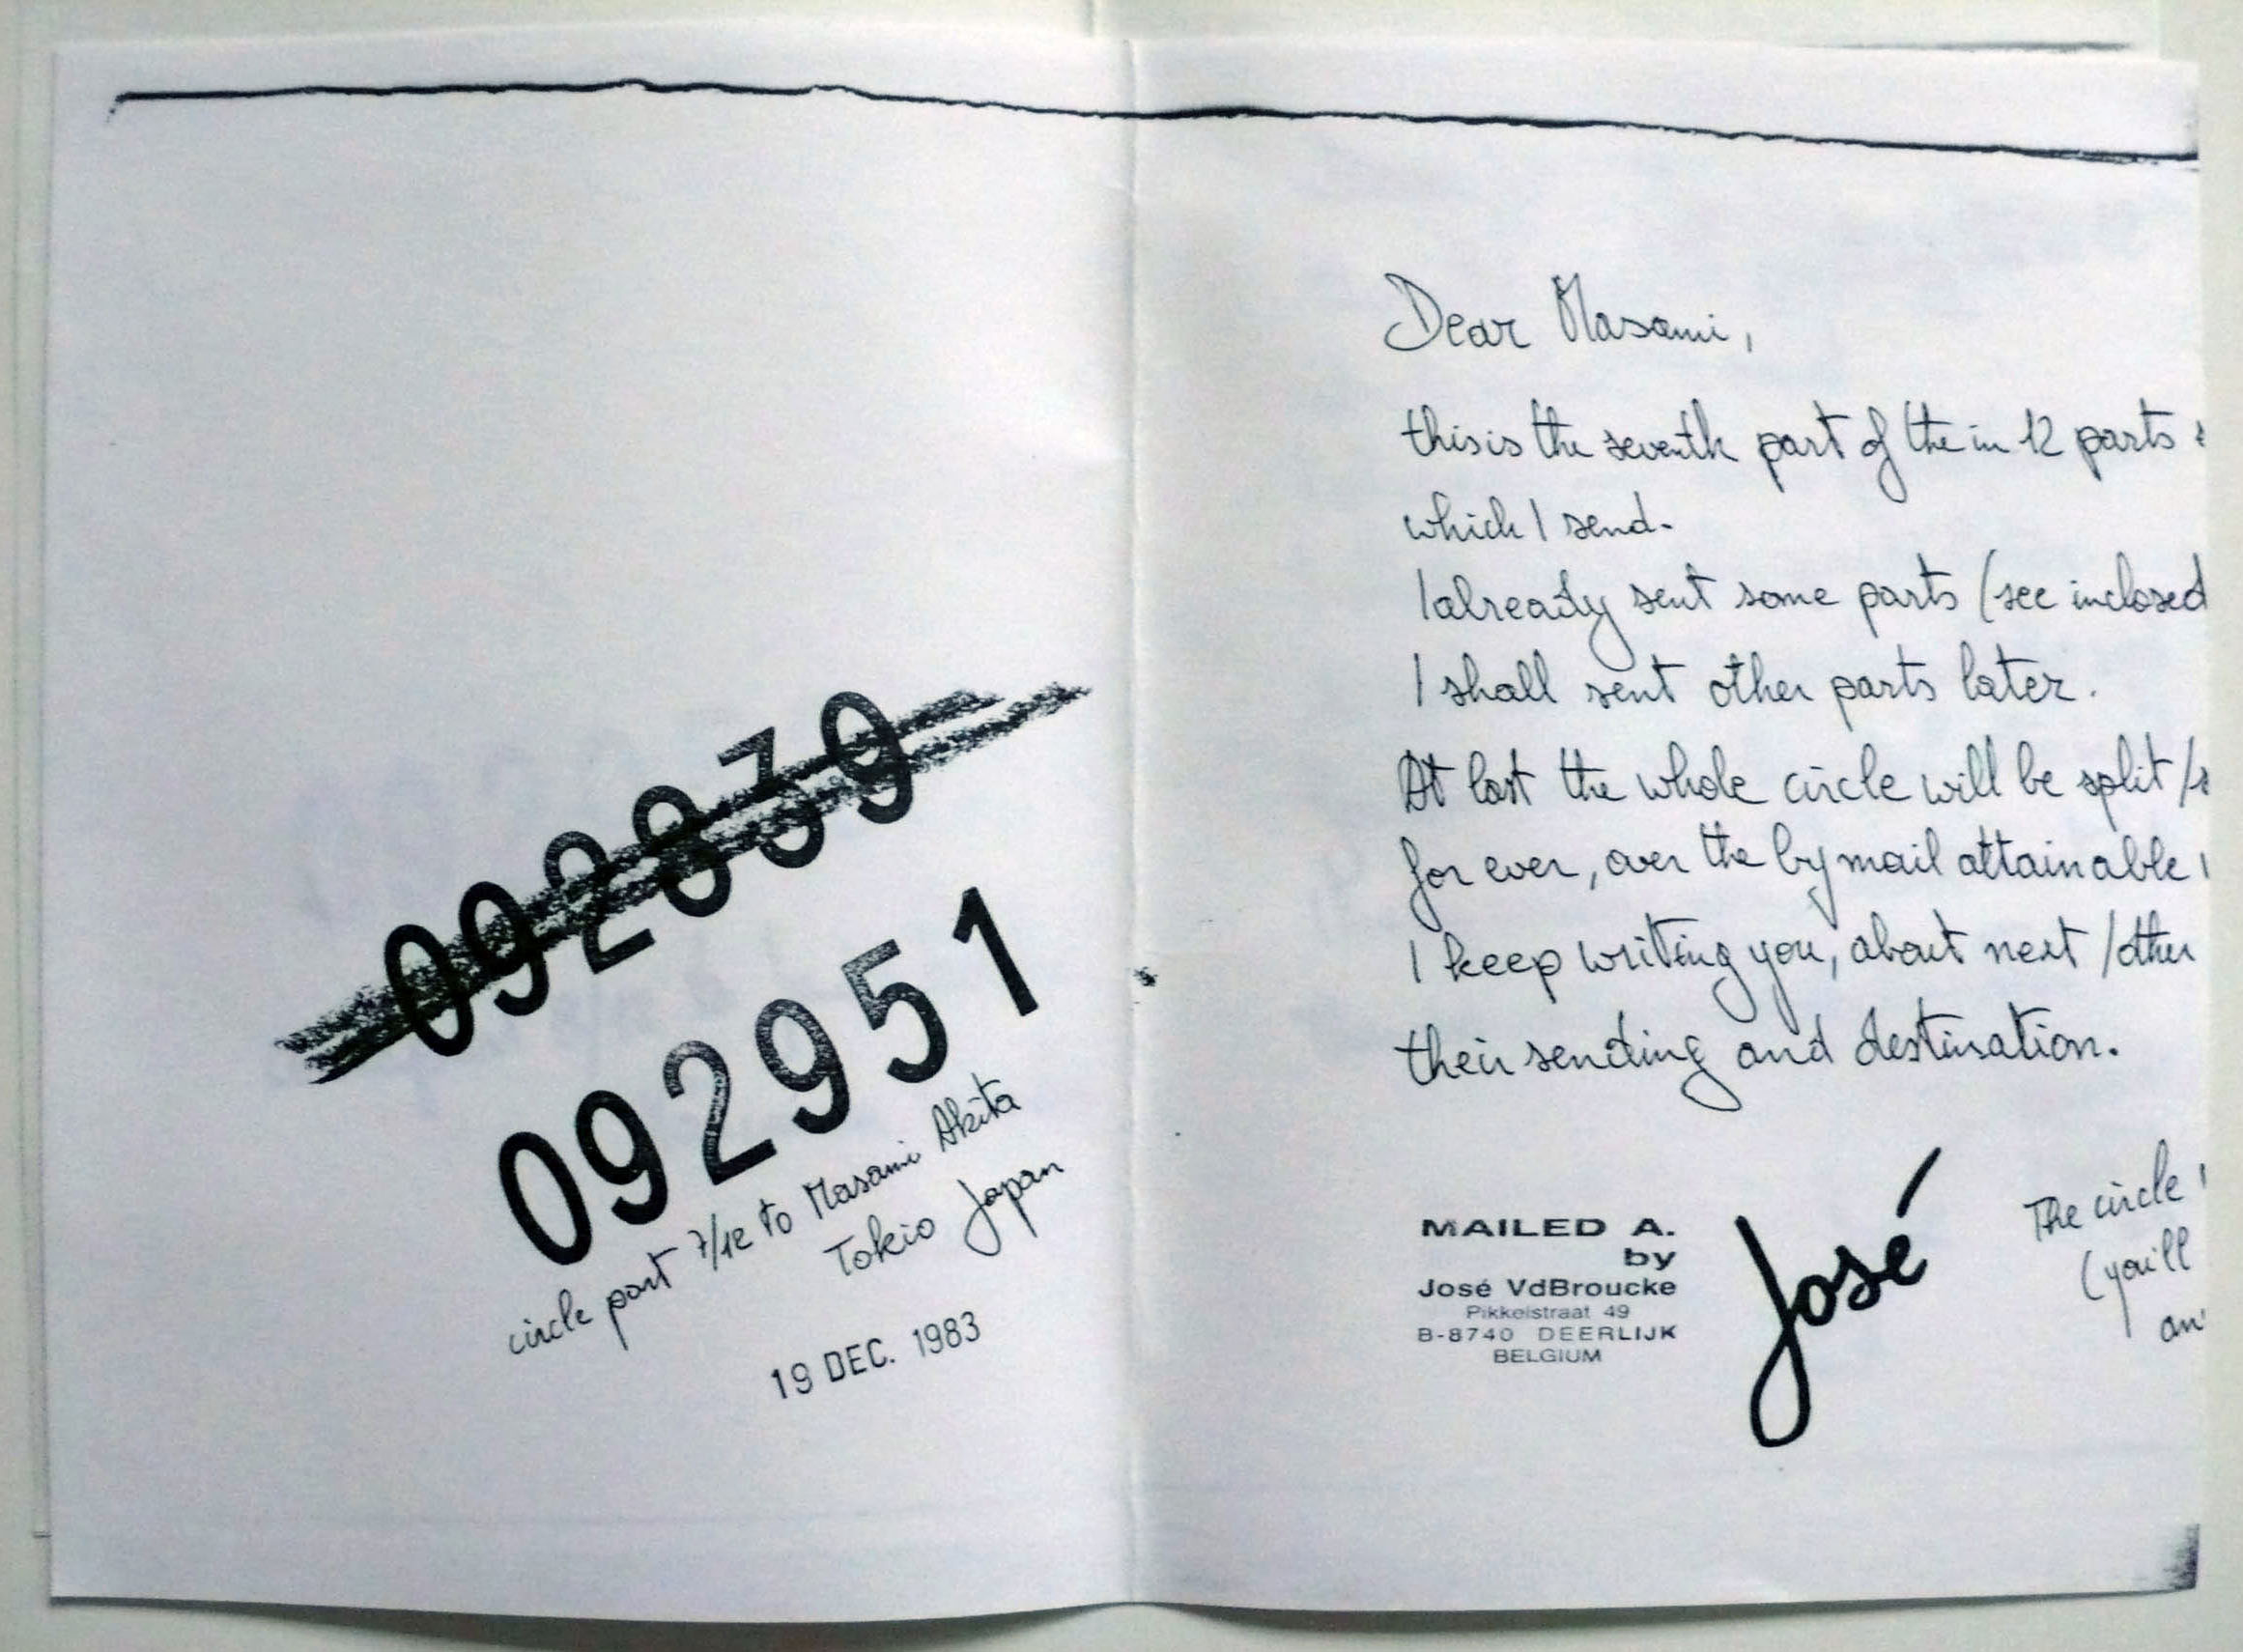 092839
092951
circle part 7/12 to Masami Akita
Tokio Japan
19 DEC. 1983
Dear Masami,
this is the seventh part of the in 12 parts
which I send.
I already sent some parts (see inclosed
I shall sent other parts later.
At last the whole circle will be split /
for ever, over the by mail attainable
I keep writing you, about next / other
their sending and destination.
MAILED A.
by
José VdBroucke
Pikkelstraat 49
B-8740 DEERLIJK
BELGIUM
José
The circle
(you'll
an